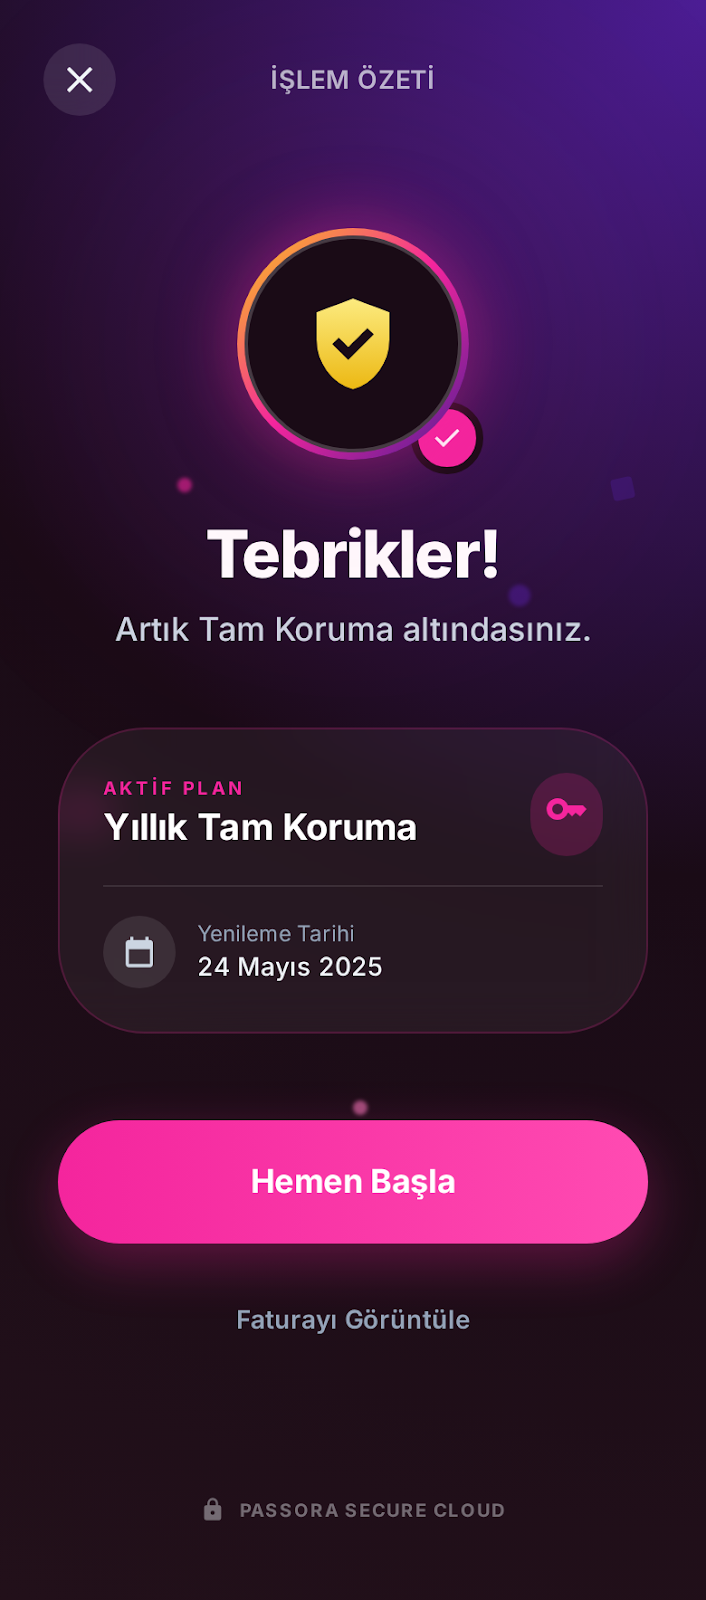 İŞLEM ÖZETİ
Tebrikler!
Artık Tam Koruma altındasınız.
AKTİF PLAN
Yıllık Tam Koruma
Yenileme Tarihi
24 Mayıs 2025
Hemen Başla
Faturayı Görüntüle
PASSORA SECURE CLOUD